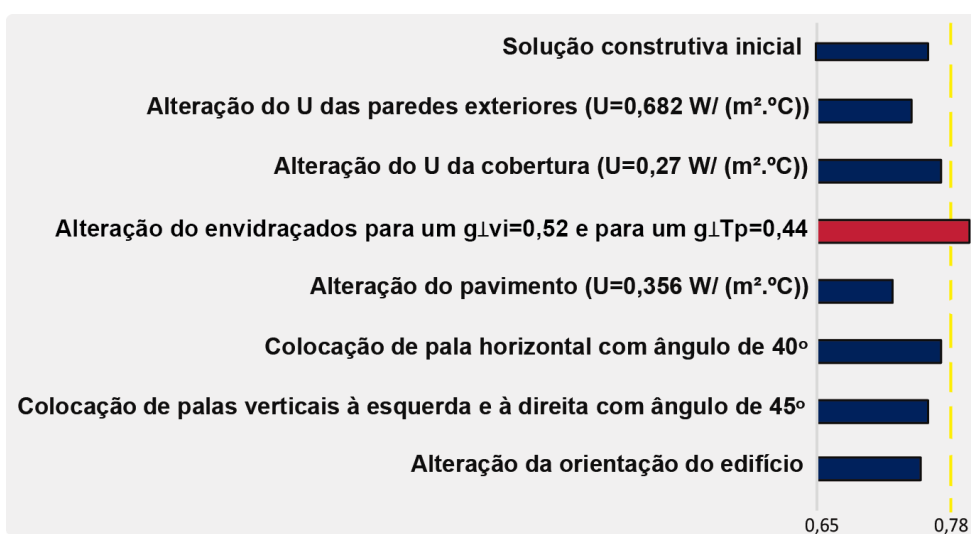 Solução construtiva inicial
Alteração do U das paredes exteriores (U=0,682 W/ (m².ºC))
Alteração do U da cobertura (U=0,27 W/ (m².ºC))
Alteração do envidraçados para um g⊥vi=0,52 e para um g⊥Tp=0,44
Alteração do pavimento (U=0,356 W/ (m².ºC))
Colocação de pala horizontal com ângulo de 40º
Colocação de palas verticais à esquerda e à direita com ângulo de 45º
Alteração da orientação do edifício
0,65 0,78